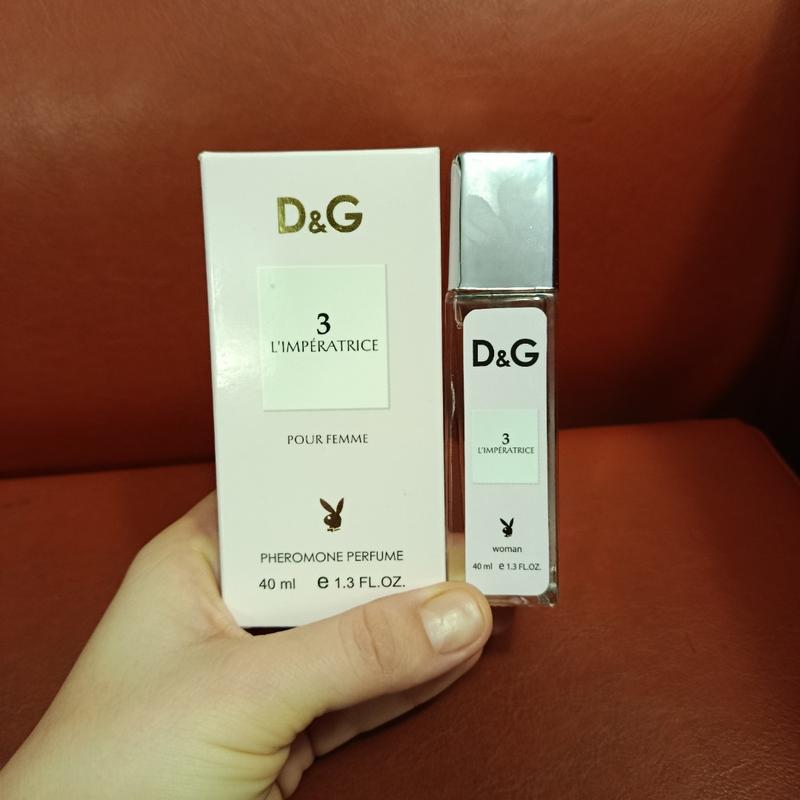 D&G
3
L'IMPÉRATRICE
POUR FEMME
PHEROMONE PERFUME
40 ml e 1.3 FL.OZ.
D&G
3
L'IMPÉRATRICE
woman
40 ml e 1.3 FL.OZ.